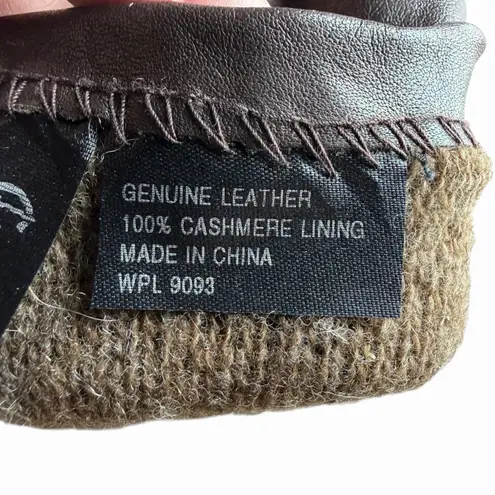 GENUINE LEATHER
100% CASHMERE LINING
MADE IN CHINA
WPL 9093